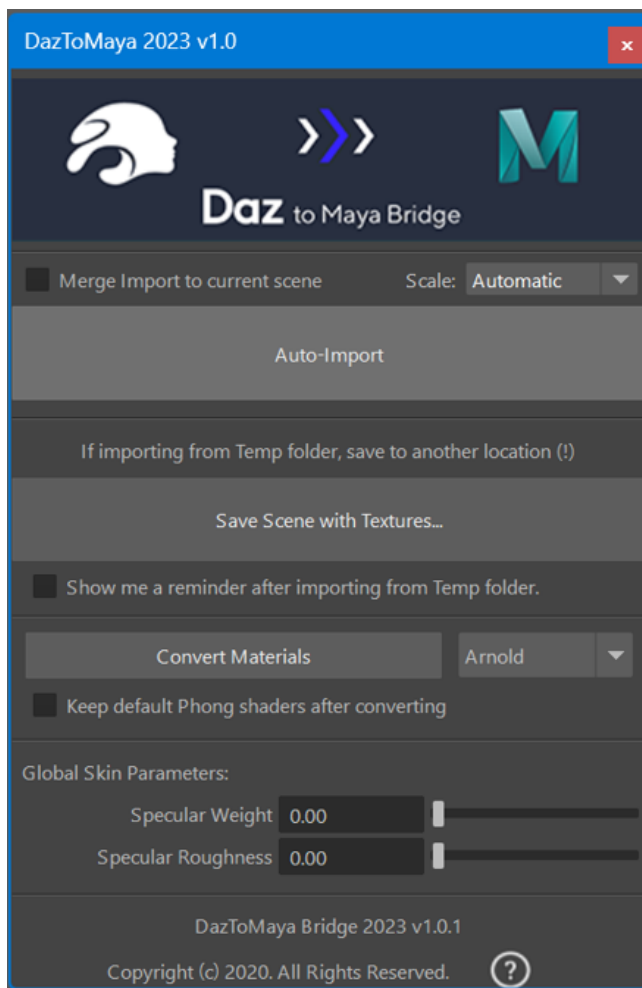 DazToMaya 2023 v1.0
x
Daz to Maya Bridge
Merge Import to current scene Scale: Automatic
Auto-Import
If importing from Temp folder, save to another location (!)
Save Scene with Textures...
Show me a reminder after importing from Temp folder.
Convert Materials Arnold
Keep default Phong shaders after converting
Global Skin Parameters:
Specular Weight 0.00
Specular Roughness 0.00
DazToMaya Bridge 2023 v1.0.1
Copyright (c) 2020. All Rights Reserved. ?